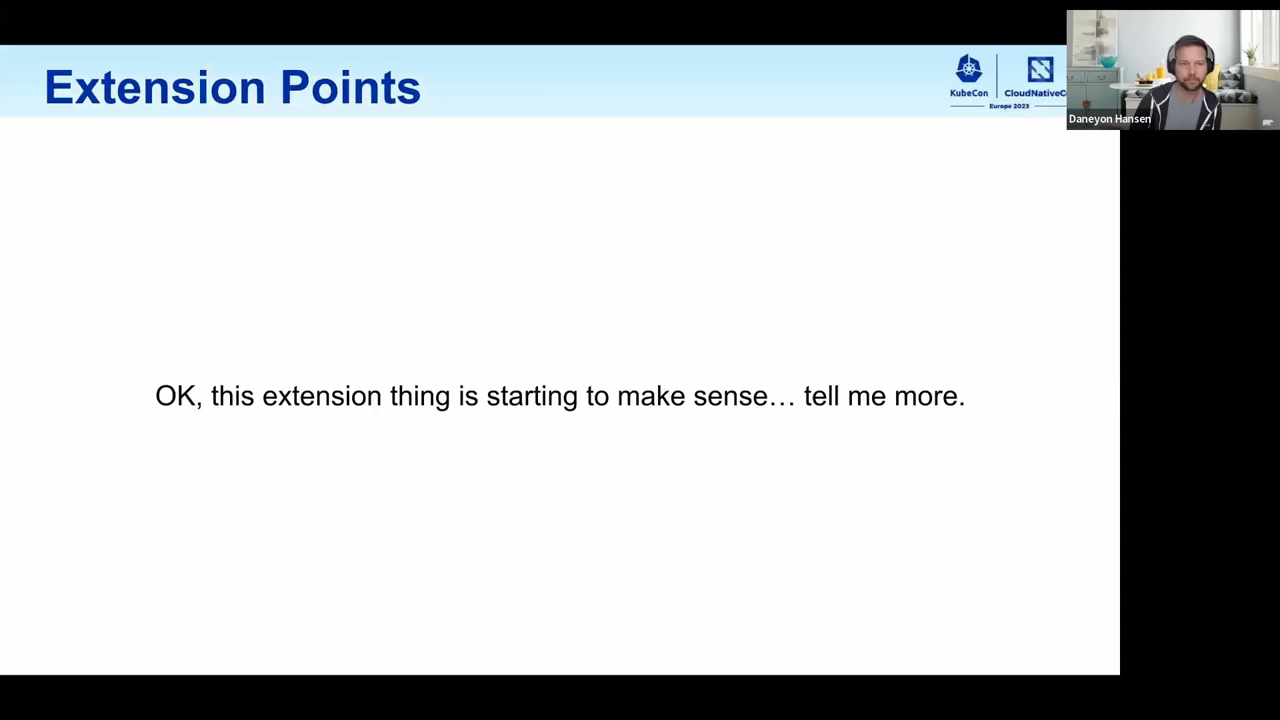 Extension Points
KubeCon
CloudNativeC
Europe 2023
Daneyon Hansen
OK, this extension thing is starting to make sense… tell me more.